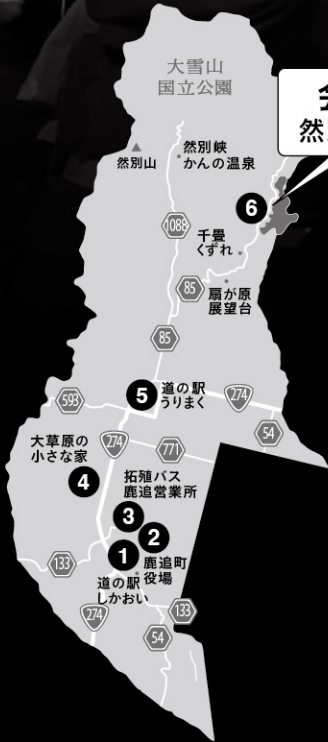 大雪山
国立公園
然別山
然別峡
かんの温泉
6
1088
千畳
くずれ
85
扇が原
展望台
85
5
道の駅
うりまく
274
593
54
大草原の
小さな家
274
771
4
拓殖バス
鹿追営業所
3
2
1
鹿追町
役場
133
道の駅
しかおい
274
133
54